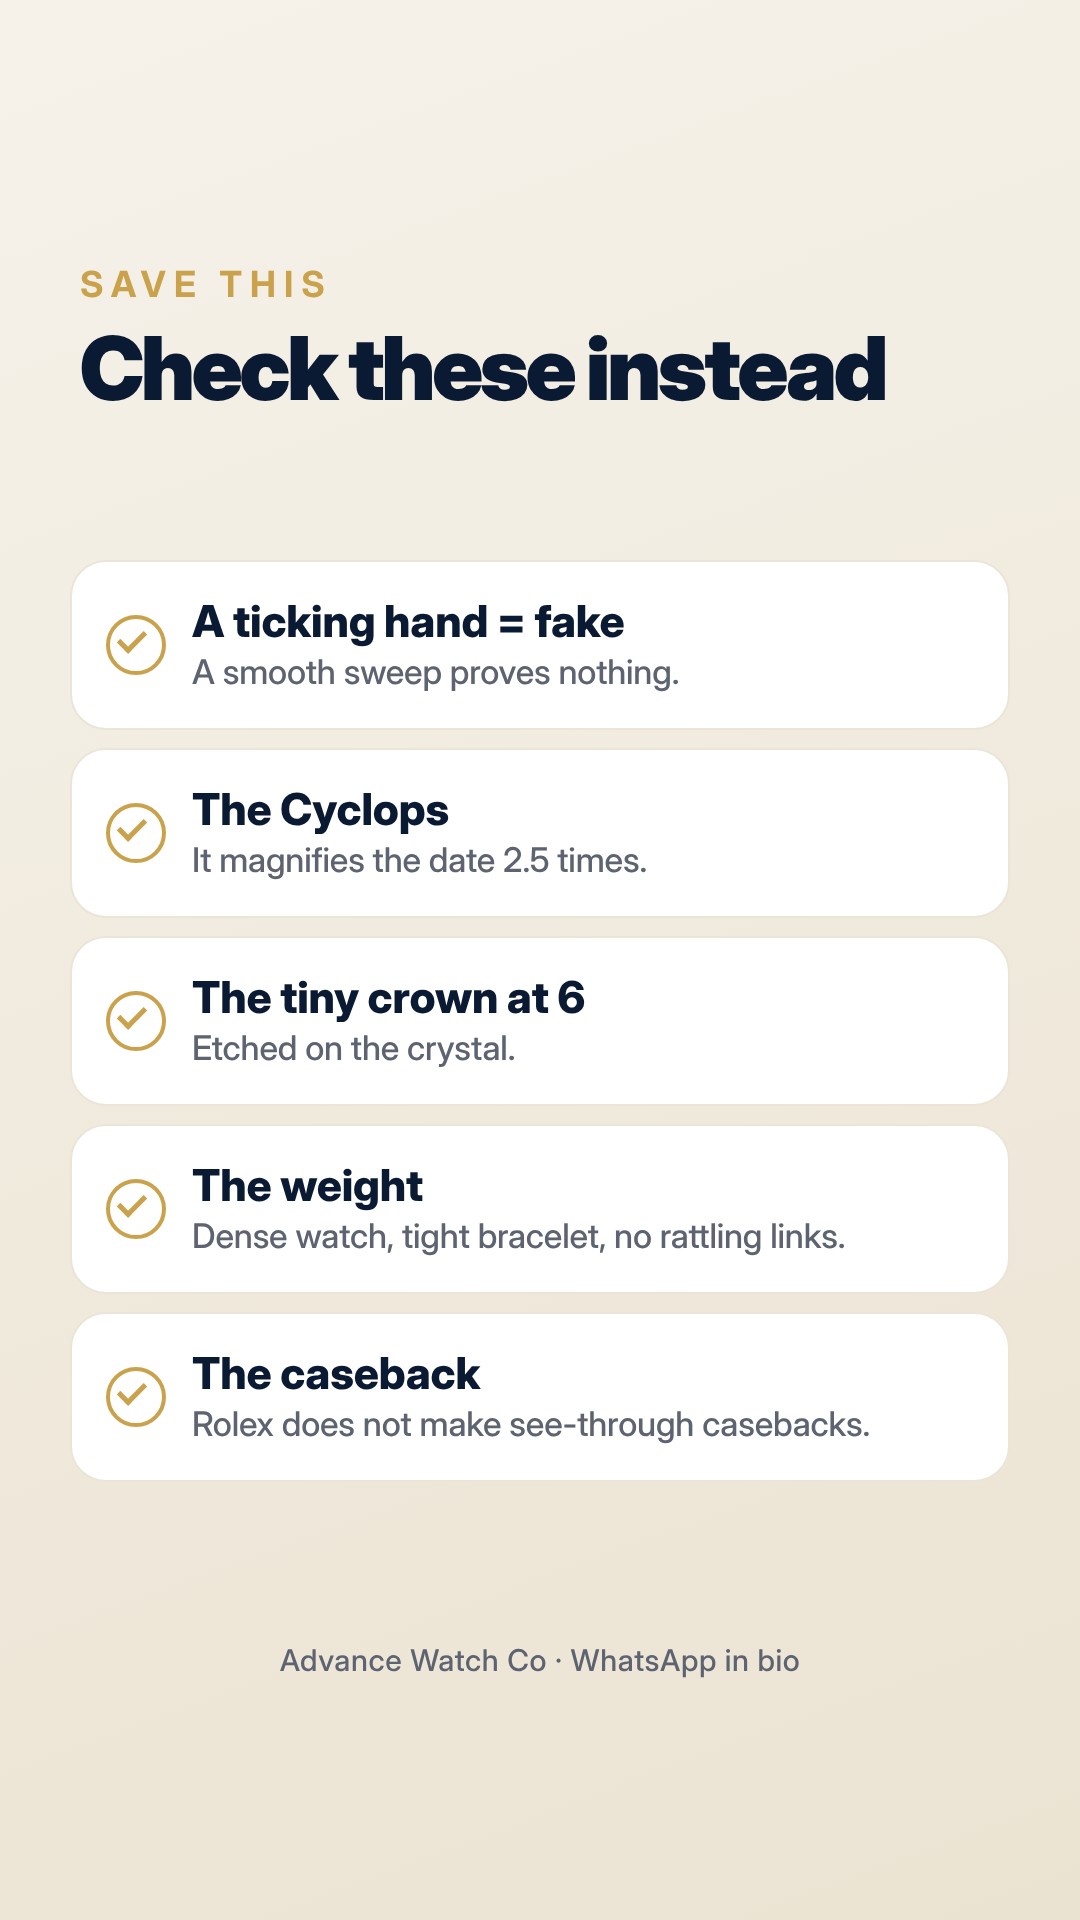 SAVE THIS
Check these instead
A ticking hand = fake
A smooth sweep proves nothing.
The Cyclops
It magnifies the date 2.5 times.
The tiny crown at 6
Etched on the crystal.
The weight
Dense watch, tight bracelet, no rattling links.
The caseback
Rolex does not make see-through casebacks.
Advance Watch Co · WhatsApp in bio